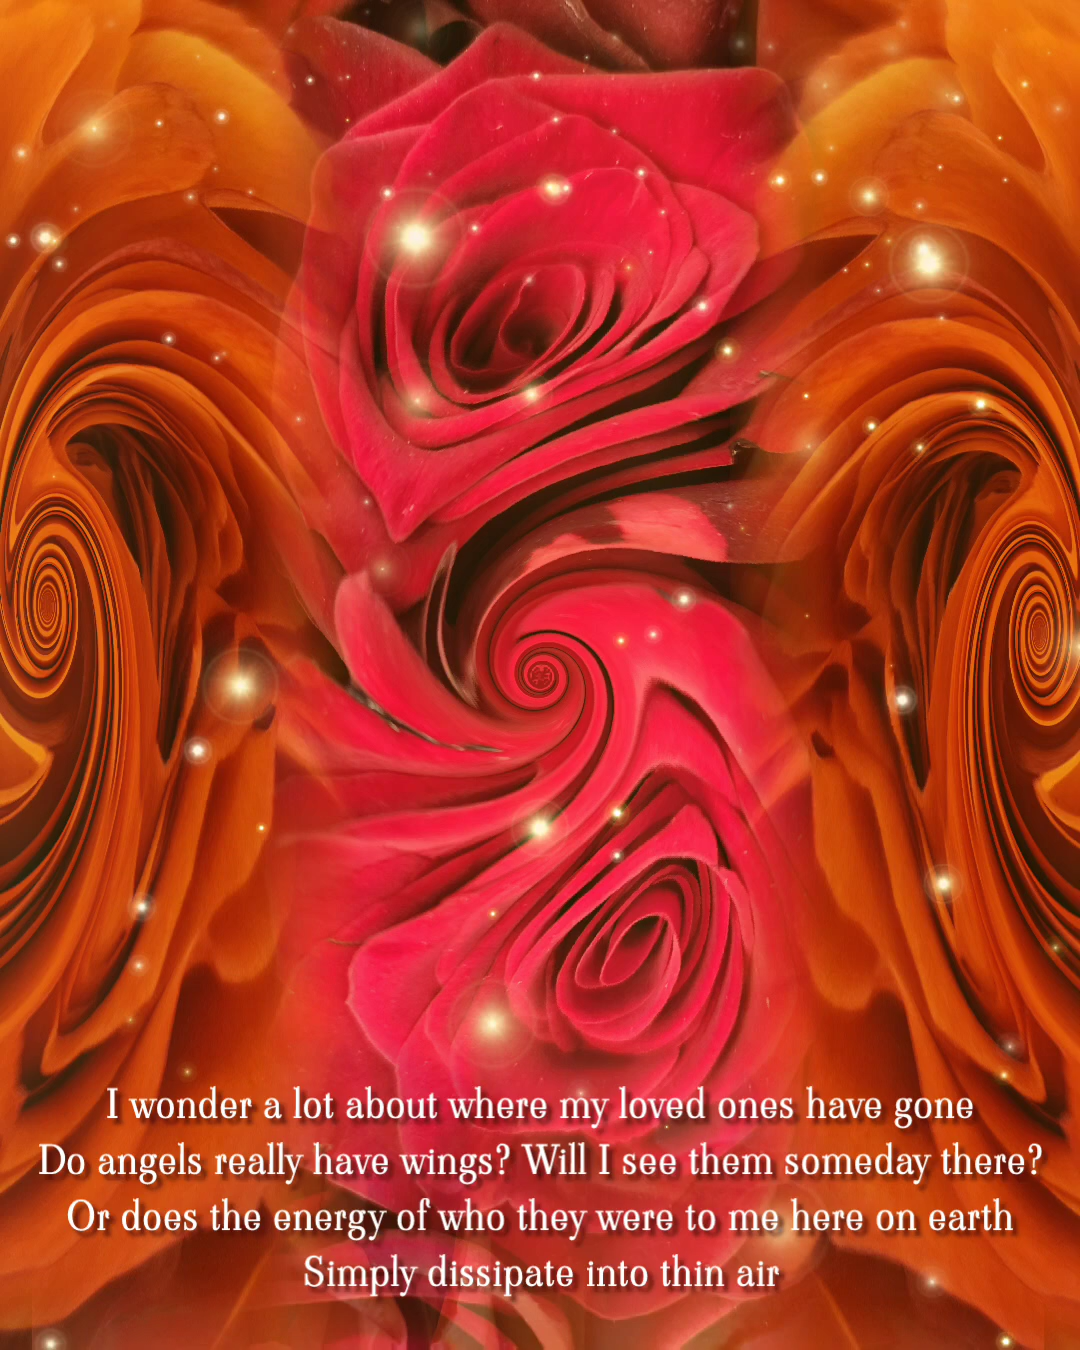 I wonder a lot about where my loved ones have gone
Do angels really have wings? Will I see them someday there?
Or does the energy of who they were to me here on earth
Simply dissipate into thin air